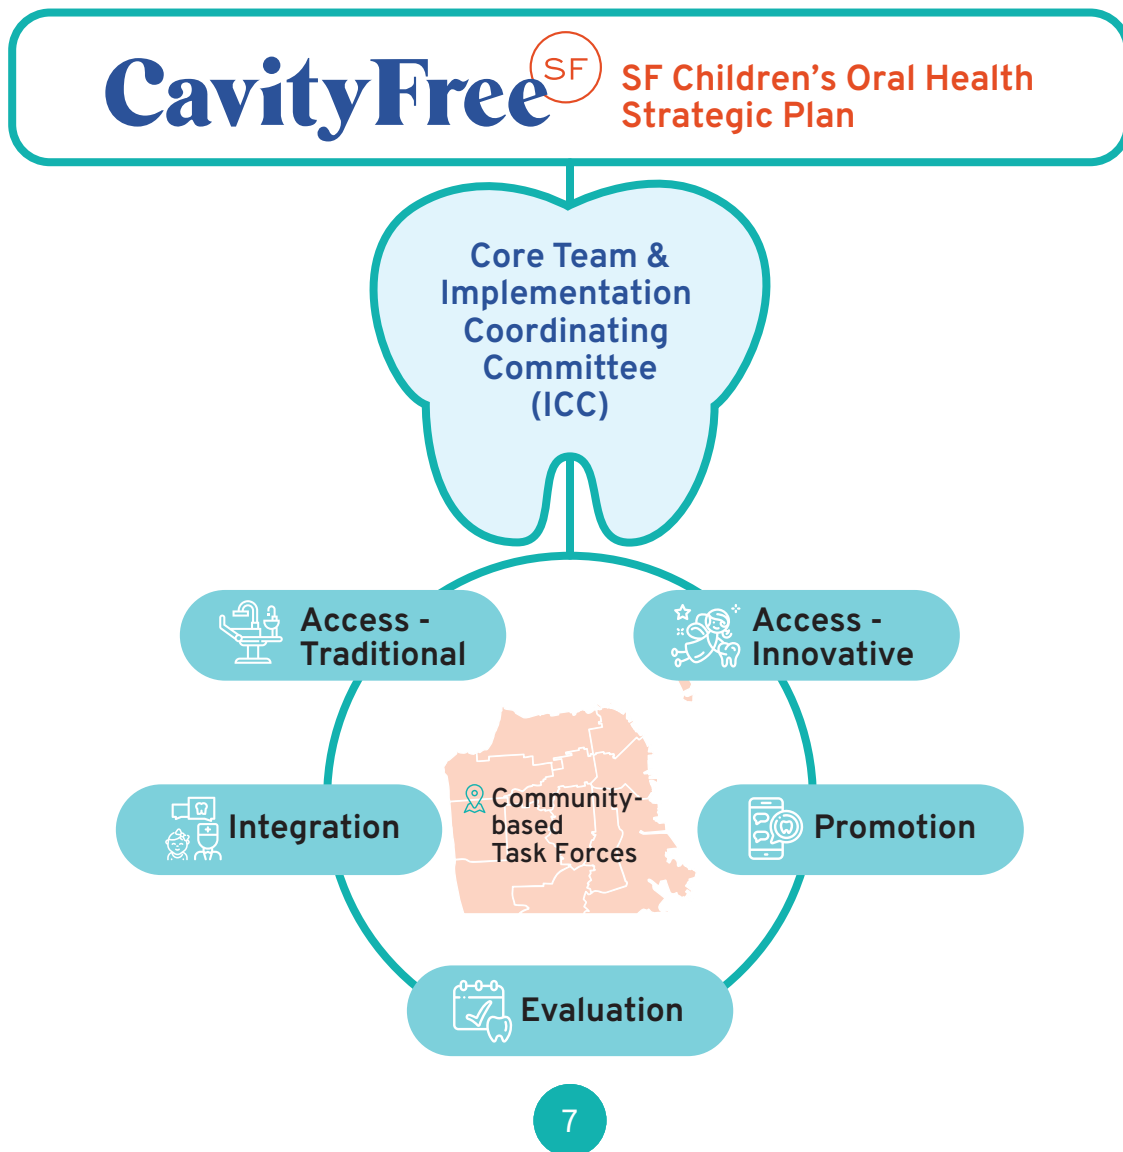 CavityFree
SF
SF Children's Oral Health
Strategic Plan
Core Team &
Implementation
Coordinating
Committee
(ICC)
Access -
Traditional
Access -
Innovative
Integration
Community-
based
Task Forces
Promotion
Evaluation
7